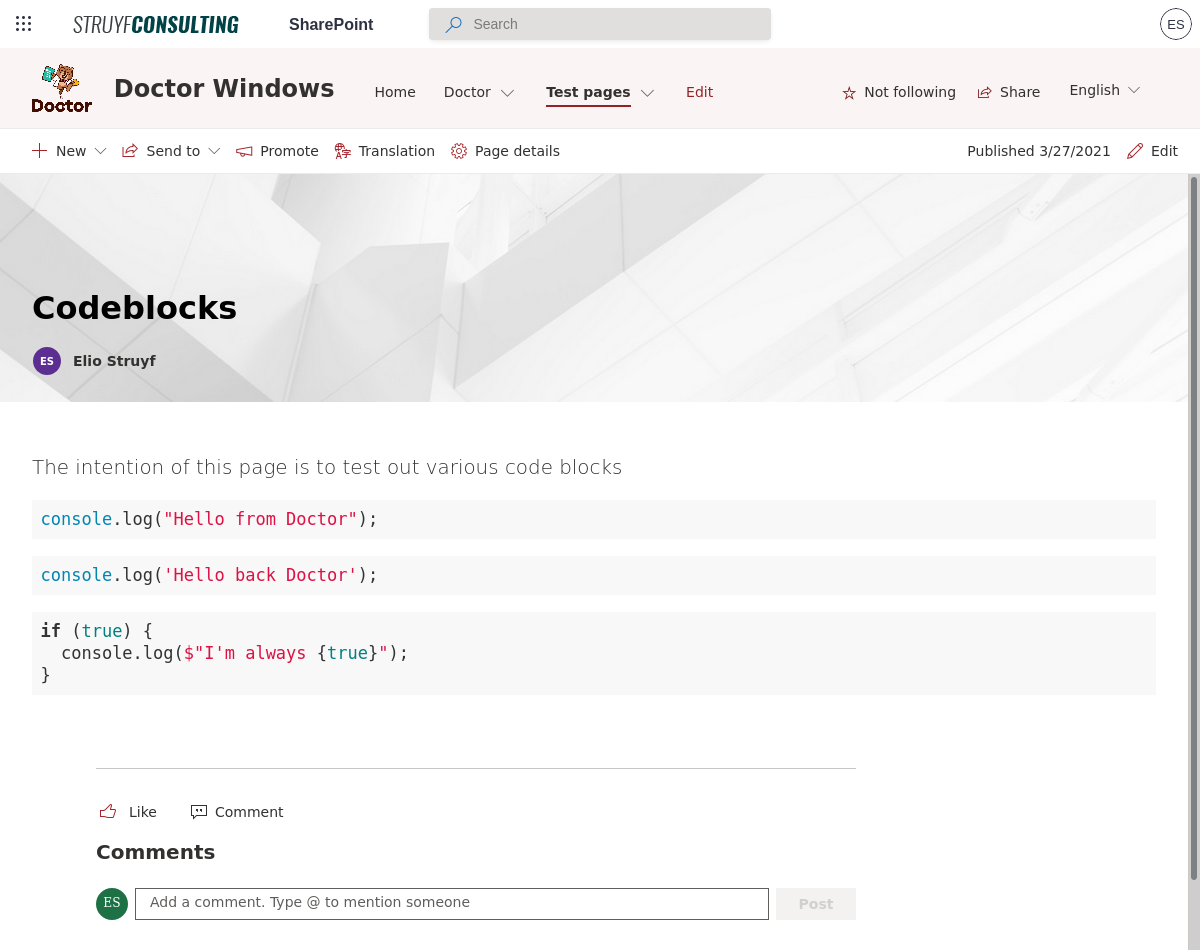 STRUYFCONSULTING SharePoint Search ES
Doctor Doctor Windows Home Doctor Test pages Edit Not following Share English
New Send to Promote Translation Page details Published 3/27/2021 Edit
Codeblocks
ES Elio Struyf
The intention of this page is to test out various code blocks
console.log("Hello from Doctor");
console.log('Hello back Doctor');
if (true) {
  console.log($"I'm always {true}");
}
Like Comment
Comments
ES Add a comment. Type @ to mention someone Post